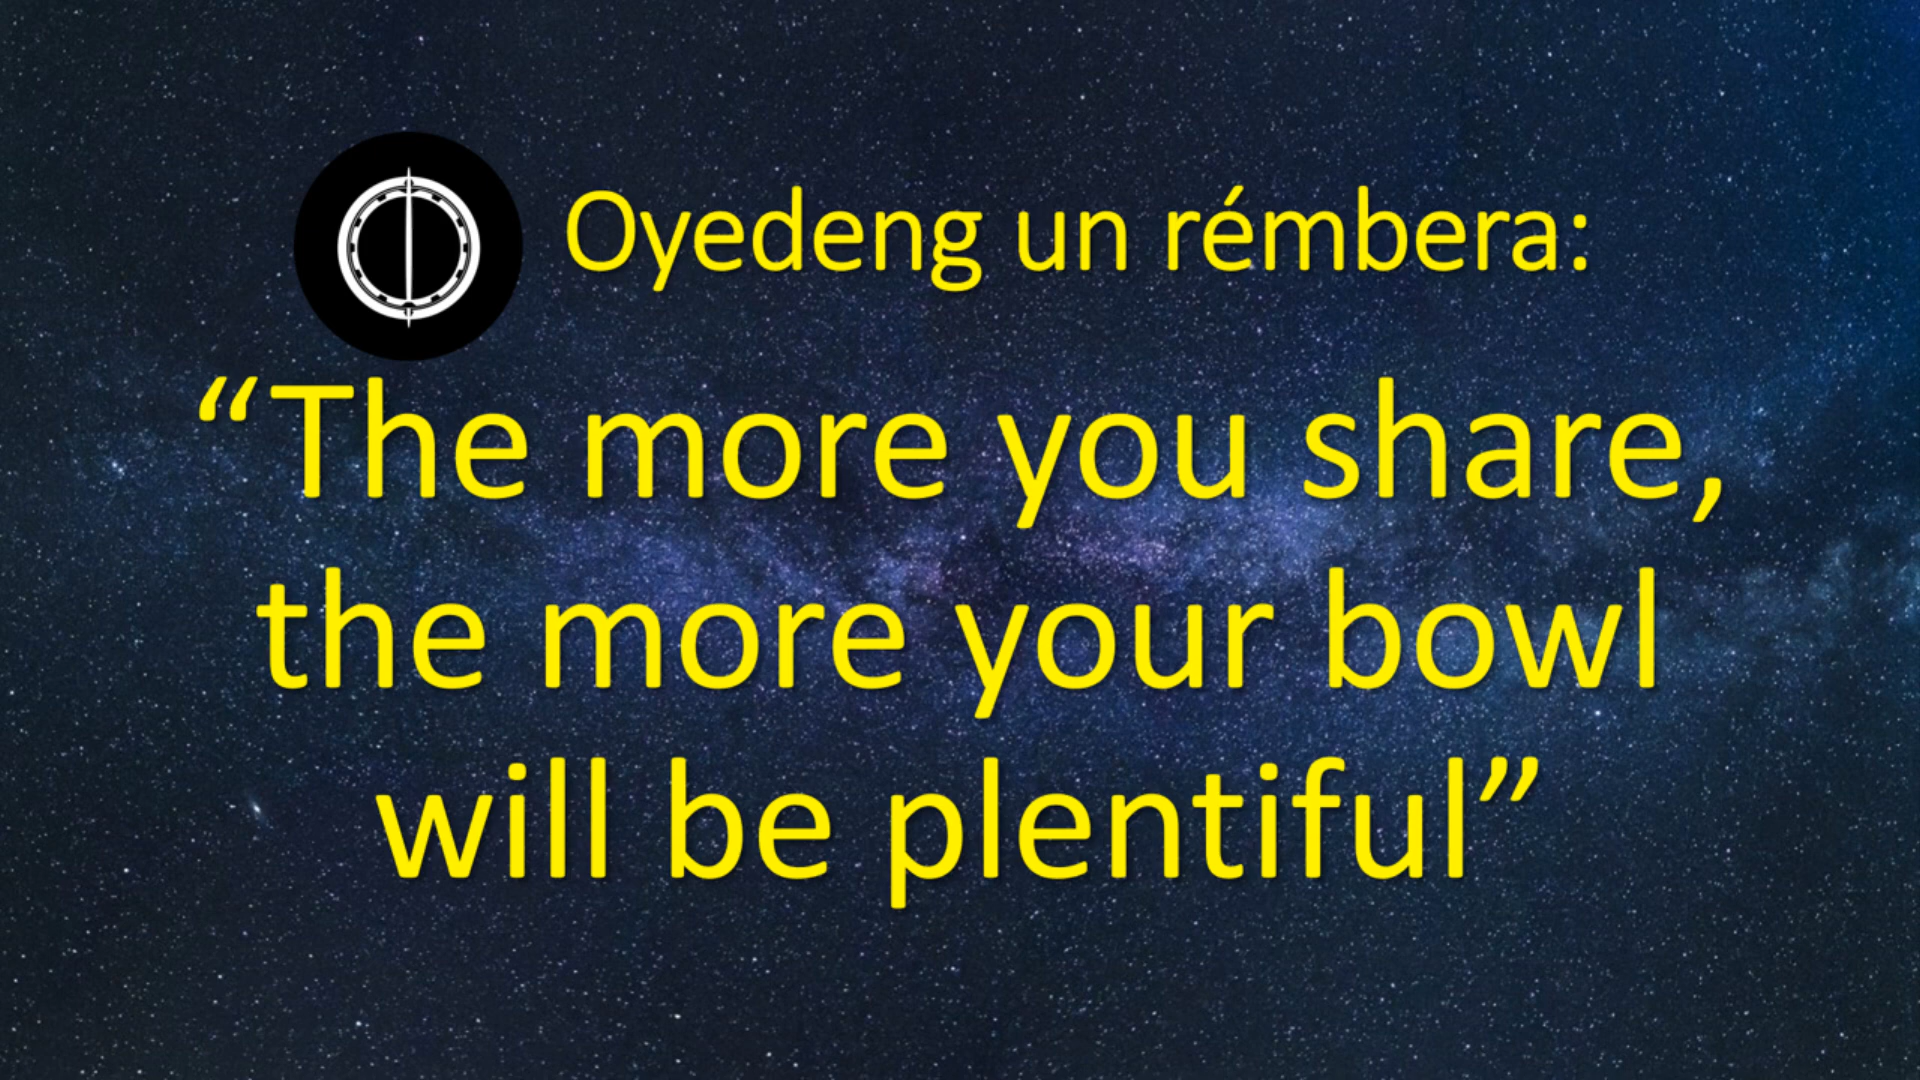 Oyedeng un rémbera:
“The more you share,
the more your bowl
will be plentiful”